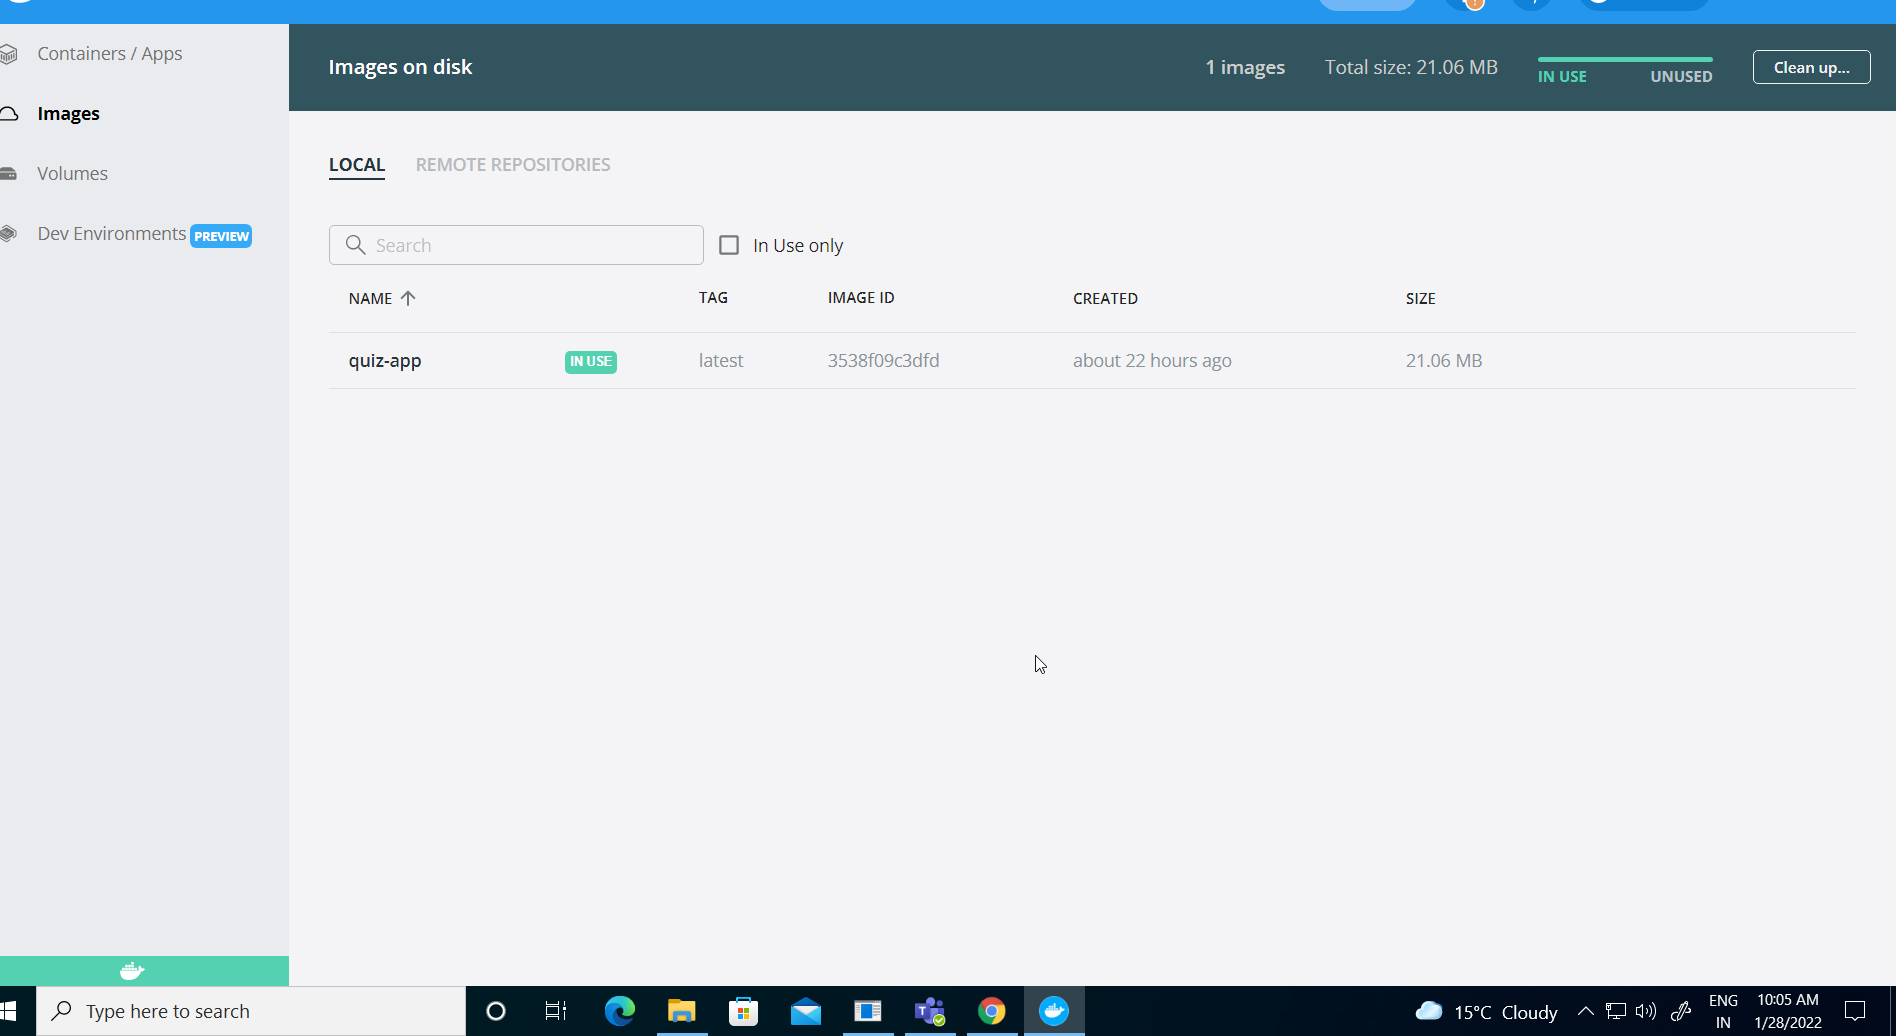 Containers / Apps
Images
Volumes
Dev Environments PREVIEW
Images on disk
1 images
Total size: 21.06 MB
IN USE UNUSED
Clean up...
LOCAL REMOTE REPOSITORIES
Search
In Use only
NAME TAG IMAGE ID CREATED SIZE
quiz-app IN USE latest 3538f09c3dfd about 22 hours ago 21.06 MB
Type here to search
15°C Cloudy
ENG
IN
10:05 AM
1/28/2022